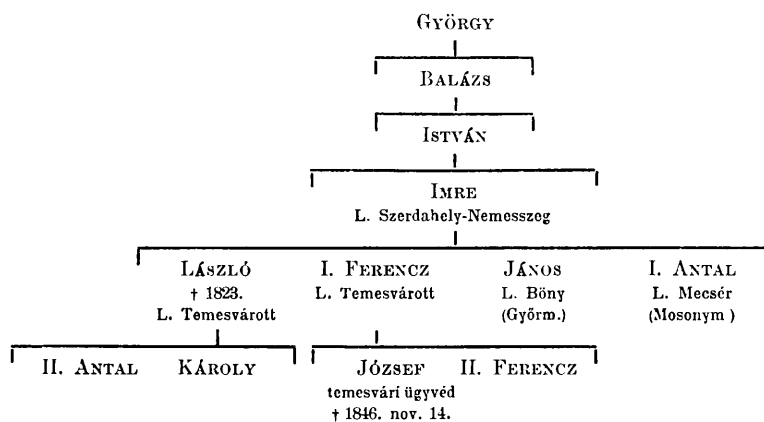 GYÖRGY
BALÁZS
ISTVÁN
IMRE
L. Szerdahely-Nemesszeg
LÁSZLÓ I. FERENCZ JÁNOS I. ANTAL
† 1823. L. Temesvárott L. Böny L. Mecsér
L. Temesvárott (Győrm.) (Mosonym )
II. ANTAL KÁROLY JÓZSEF II. FERENCZ
temesvári ügyvéd
† 1846. nov. 14.